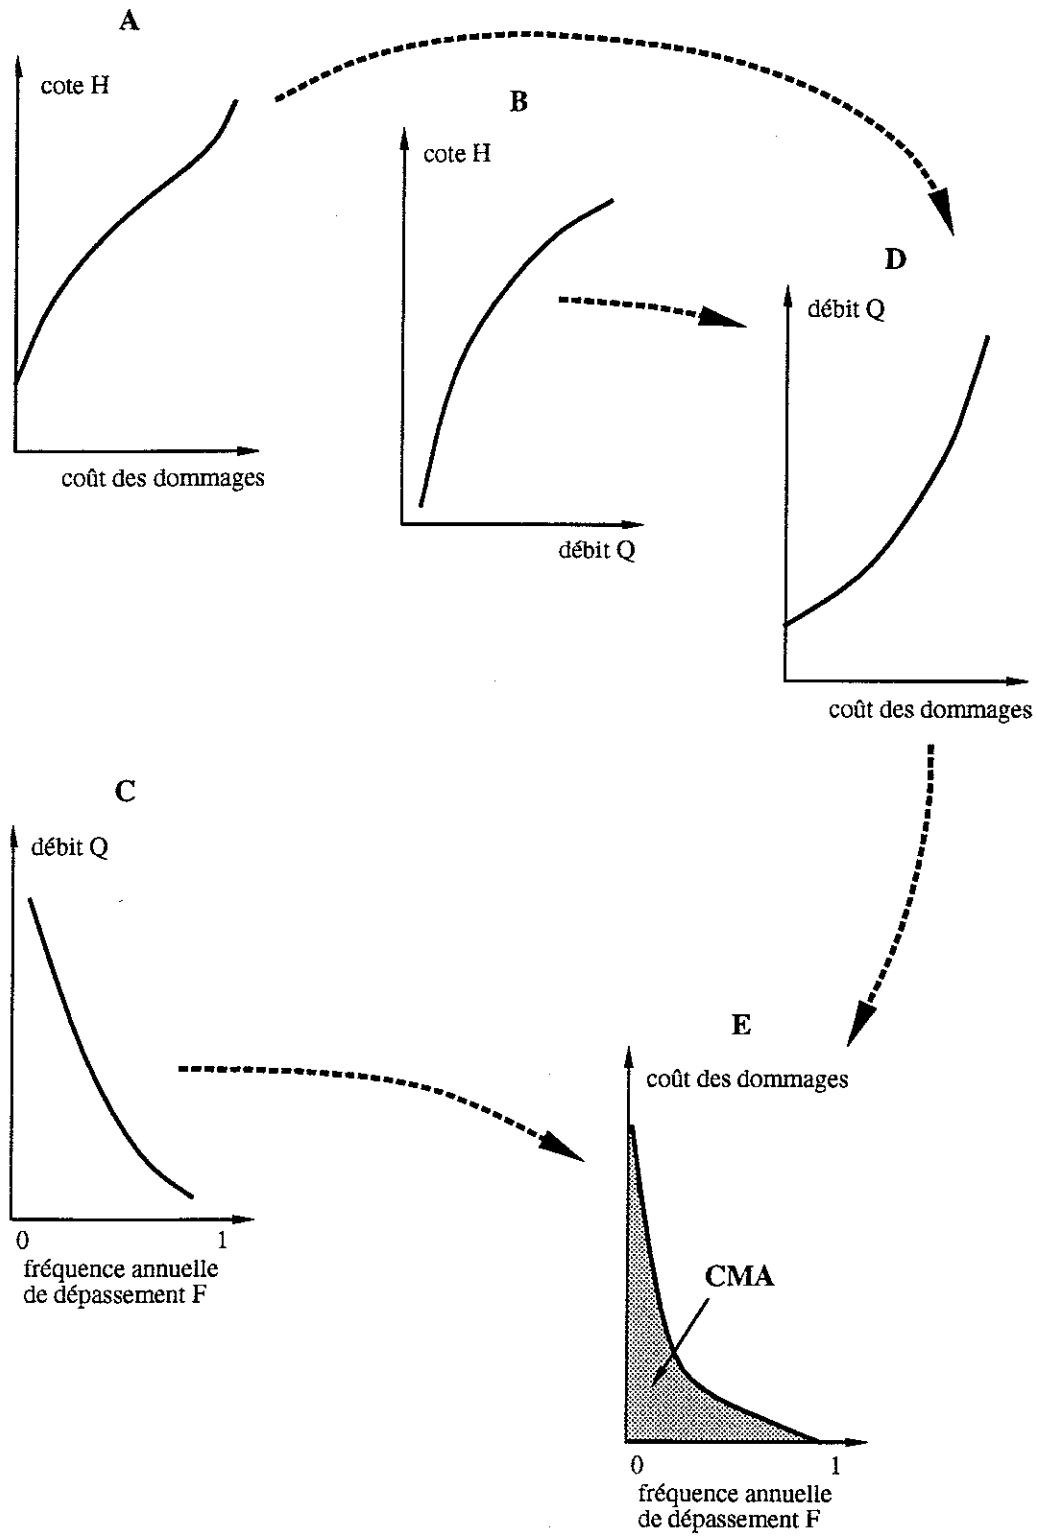 A
cote H
coût des dommages
B
cote H
débit Q
D
débit Q
coût des dommages
C
débit Q
0 1
fréquence annuelle
de dépassement F
E
coût des dommages
CMA
0 1
fréquence annuelle
de dépassement F